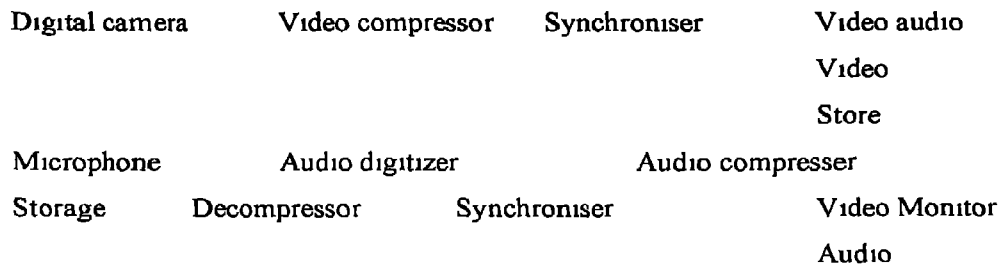 Digital camera Video compressor Synchroniser Video audio
Video
Store
Microphone Audio digitizer Audio compresser
Storage Decompressor Synchroniser Video Monitor
Audio